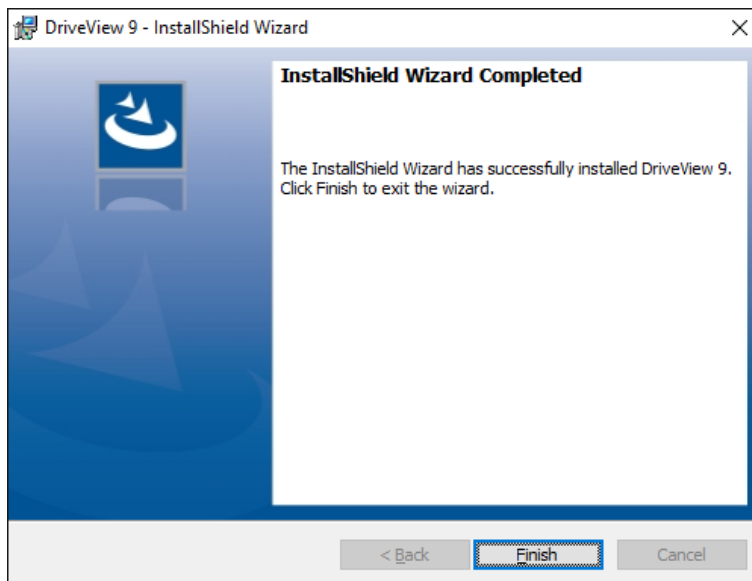 DriveView 9 - InstallShield Wizard
InstallShield Wizard Completed
The InstallShield Wizard has successfully installed DriveView 9.
Click Finish to exit the wizard.
< Back
Finish
Cancel